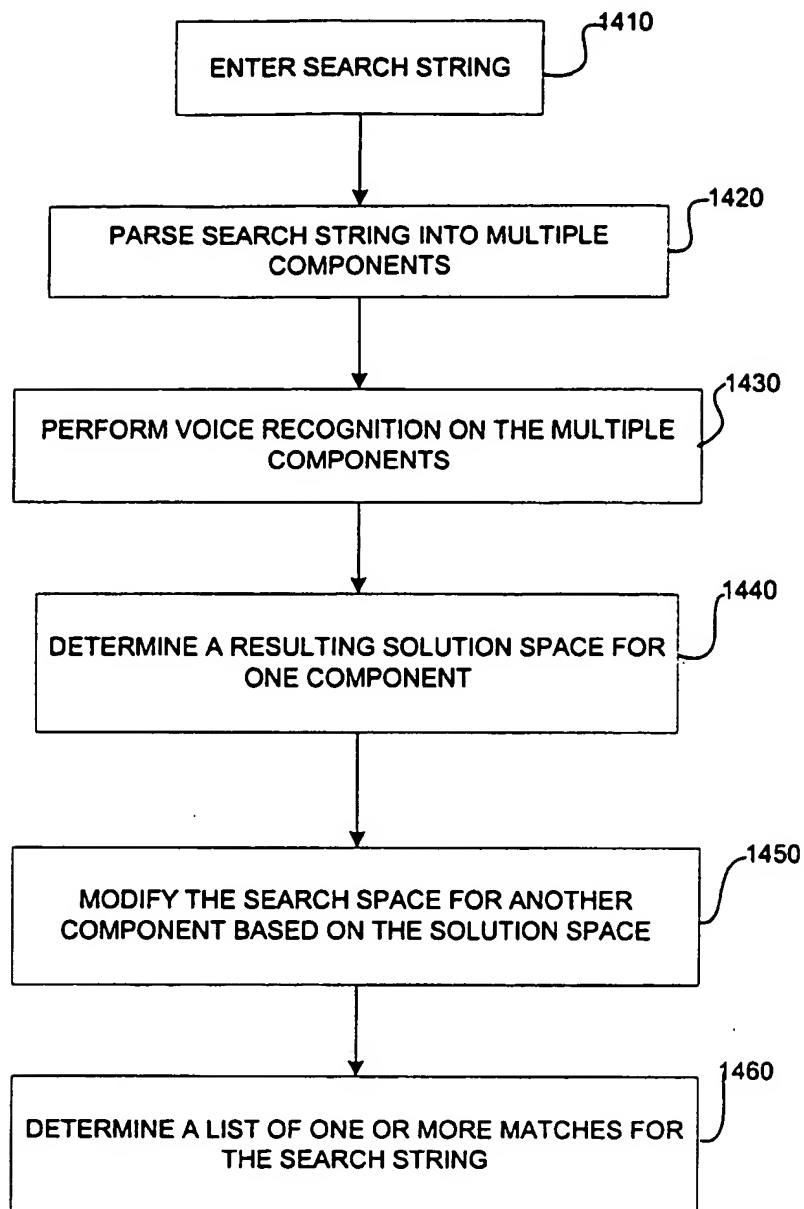 1410
ENTER SEARCH STRING
1420
PARSE SEARCH STRING INTO MULTIPLE
COMPONENTS
1430
PERFORM VOICE RECOGNITION ON THE MULTIPLE
COMPONENTS
1440
DETERMINE A RESULTING SOLUTION SPACE FOR
ONE COMPONENT
1450
MODIFY THE SEARCH SPACE FOR ANOTHER
COMPONENT BASED ON THE SOLUTION SPACE
1460
DETERMINE A LIST OF ONE OR MORE MATCHES FOR
THE SEARCH STRING